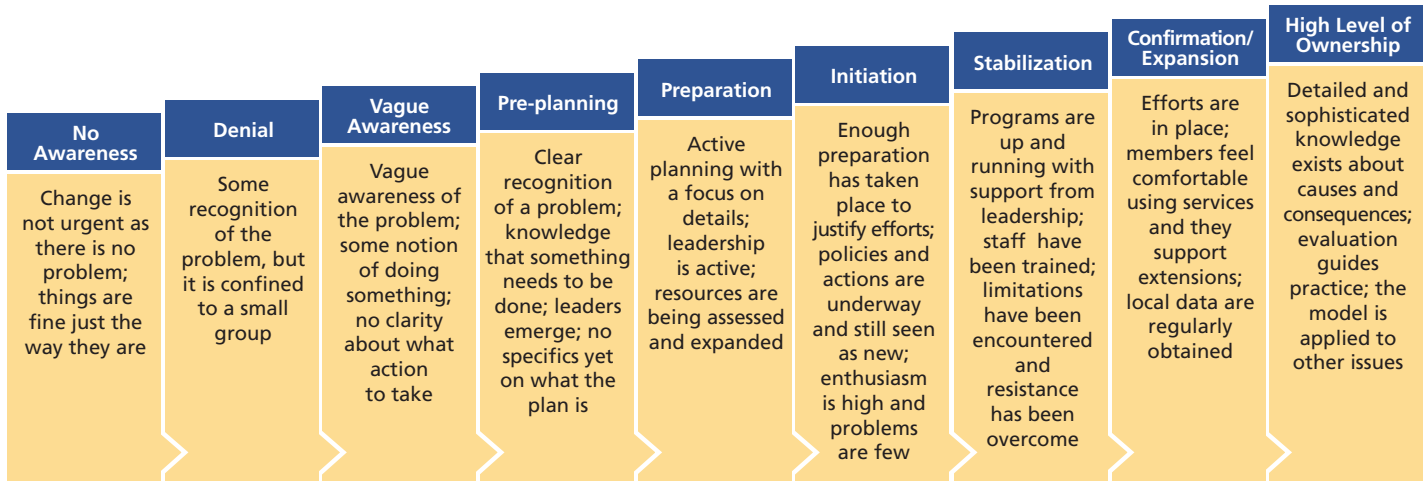 No
Awareness
Change is
not urgent as
there is no
problem;
things are
fine just the
way they are
Denial
Some
recognition
of the
problem, but
it is confined
to a small
group
Vague
Awareness
Vague
awareness of
the problem;
some notion
of doing
something;
no clarity
about what
action
to take
Pre-planning
Clear
recognition
of a problem;
knowledge
that something
needs to be
done; leaders
emerge; no
specifics yet
on what the
plan is
Preparation
Active
planning with
a focus on
details;
leadership
is active;
resources are
being assessed
and expanded
Initiation
Enough
preparation
has taken
place to
justify efforts;
policies and
actions are
underway
and still seen
as new;
enthusiasm
is high and
problems
are few
Stabilization
Programs are
up and
running with
support from
leadership;
staff have
been trained;
limitations
have been
encountered
and
resistance
has been
overcome
Confirmation/
Expansion
Efforts are
in place;
members feel
comfortable
using services
and they
support
extensions;
local data are
regularly
obtained
High Level of
Ownership
Detailed and
sophisticated
knowledge
exists about
causes and
consequences;
evaluation
guides
practice; the
model is
applied to
other issues